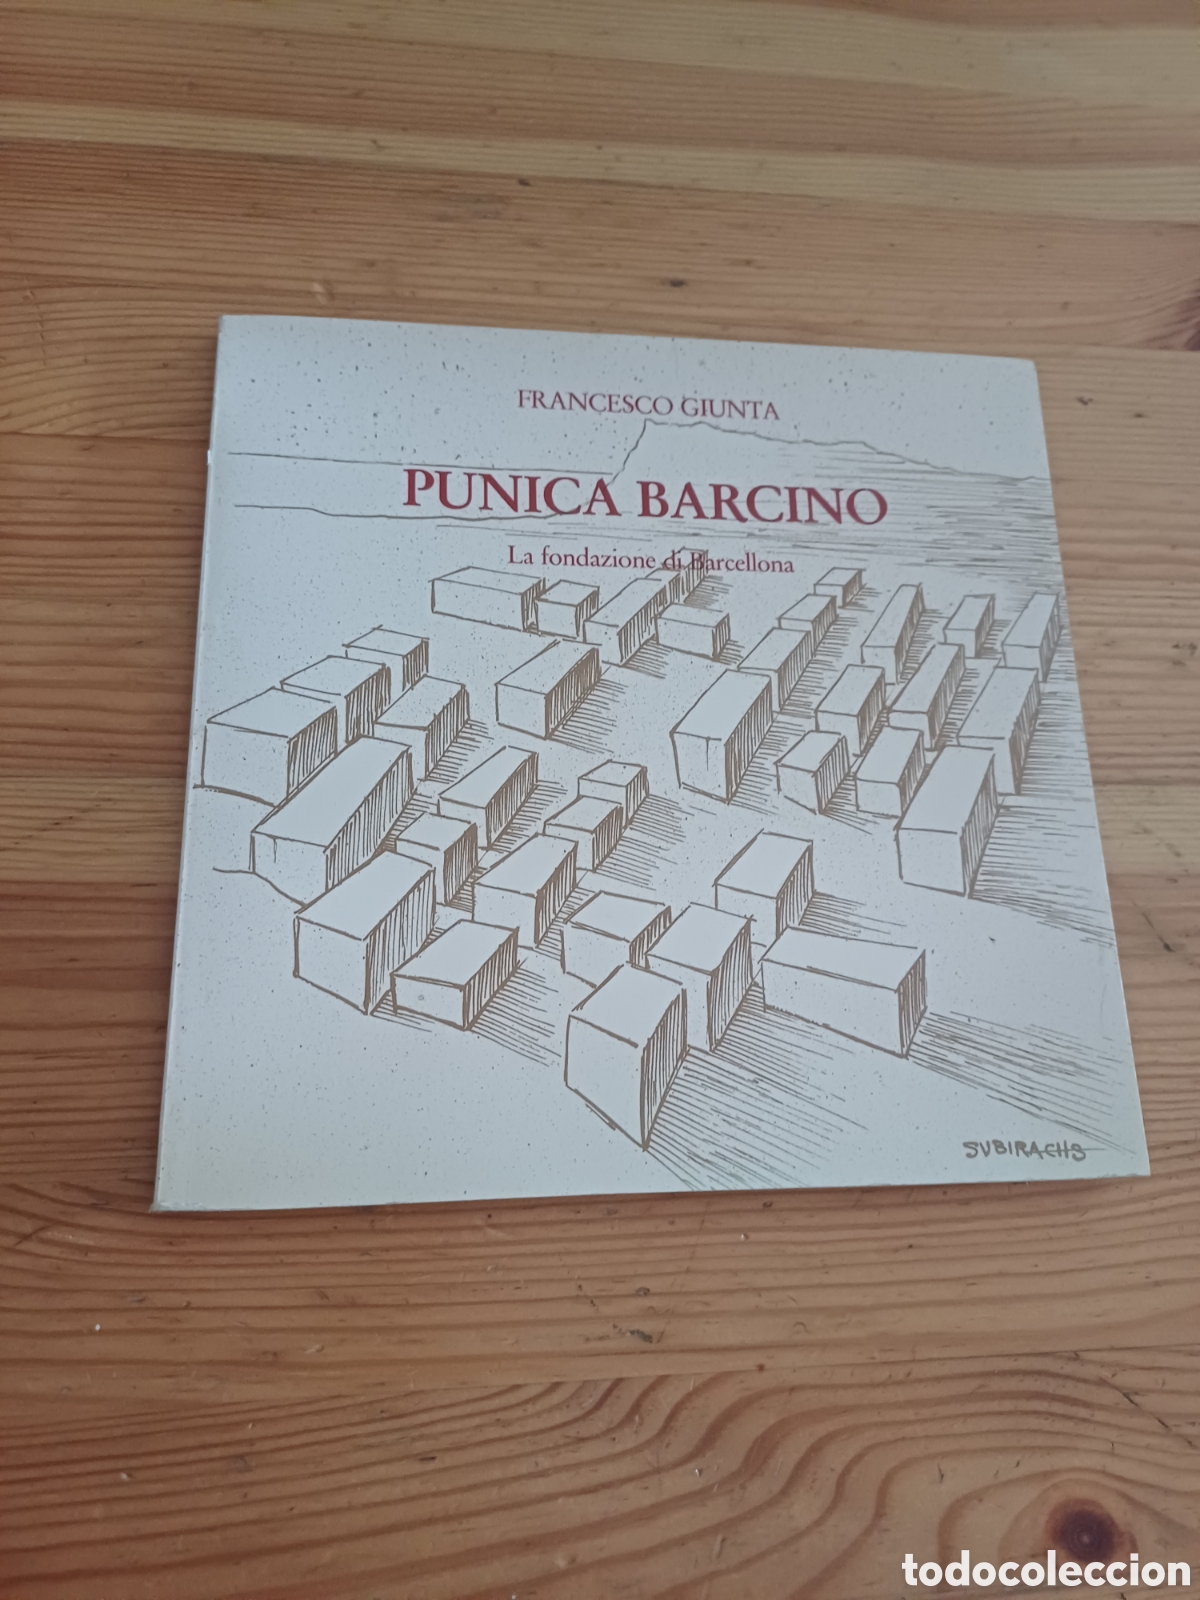 FRANCESCO GIUNTA
PUNICA BARCINO
La fondazione di Barcellona
SUBIRACHS
todocoleccion